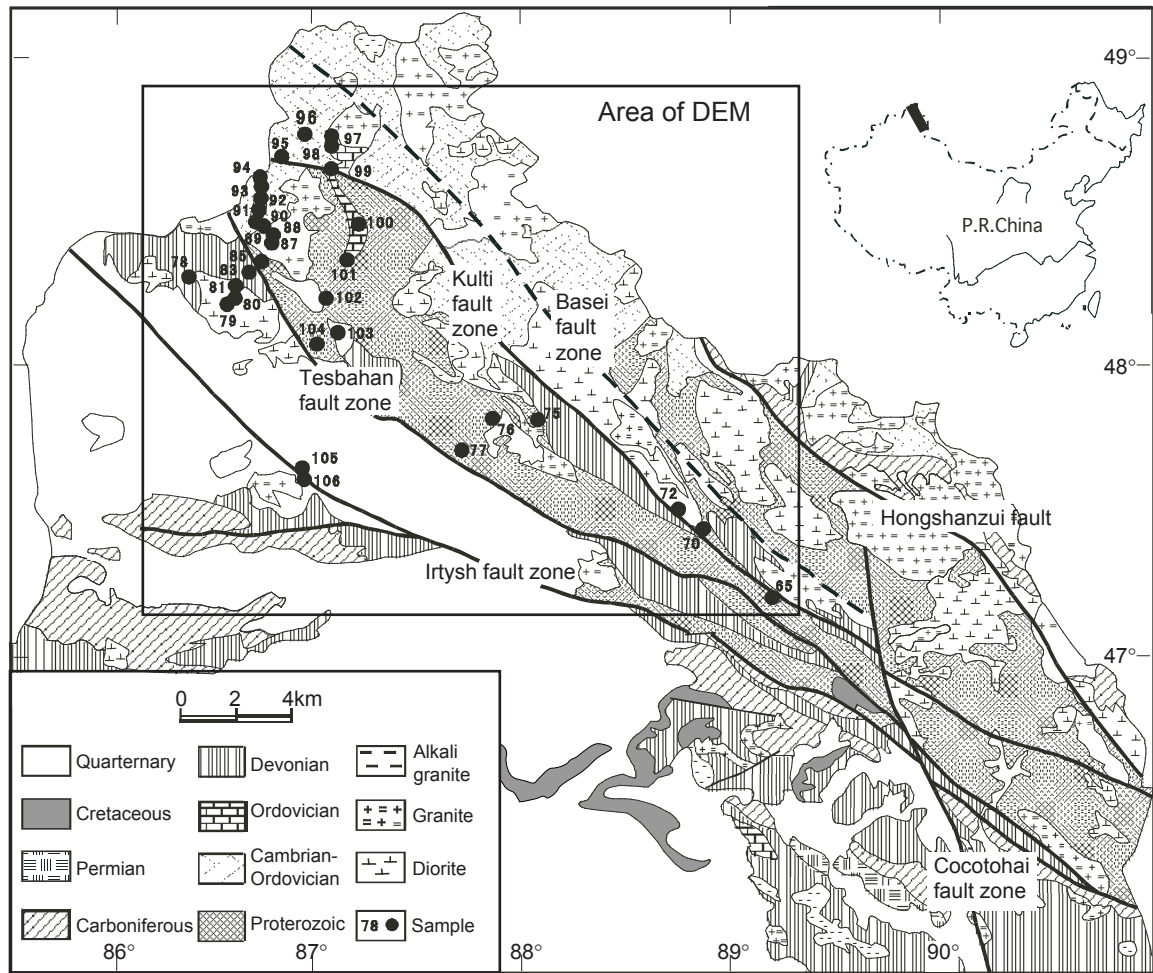 49°
Area of DEM
96
97
95
98
99
94
93
92
91
90
88
89
87
100
P.R.China
85
101
78
83
81
80
79
102
Kulti
fault
zone
Basei
fault
zone
104
103
48°
Tesbahan
fault zone
75
76
77
105
106
72
70
Hongshanzui fault
Irtysh fault zone
65
47°
0 2 4km
Quarternary
Devonian
Alkali
granite
Cretaceous
Ordovician
Granite
Permian
Cambrian-
Ordovician
Diorite
Carboniferous
Proterozoic
78 Sample
Cocotohai
fault zone
86° 87° 88° 89° 90°